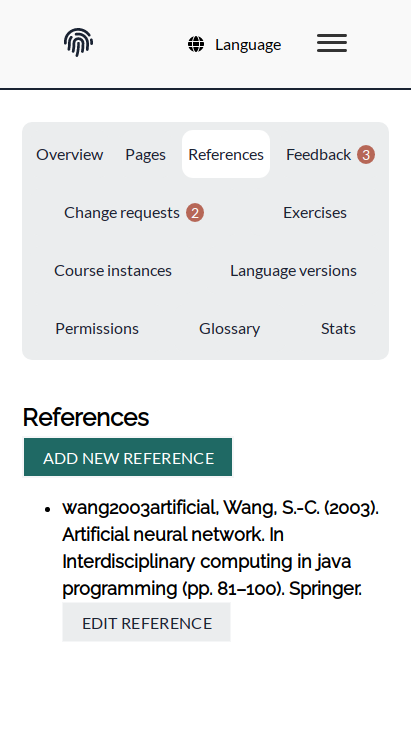 Language
Overview Pages References Feedback 3
Change requests 2 Exercises
Course instances Language versions
Permissions Glossary Stats
References
ADD NEW REFERENCE
wang2003artificial, Wang, S.-C. (2003).
Artificial neural network. In
Interdisciplinary computing in java
programming (pp. 81–100). Springer.
EDIT REFERENCE